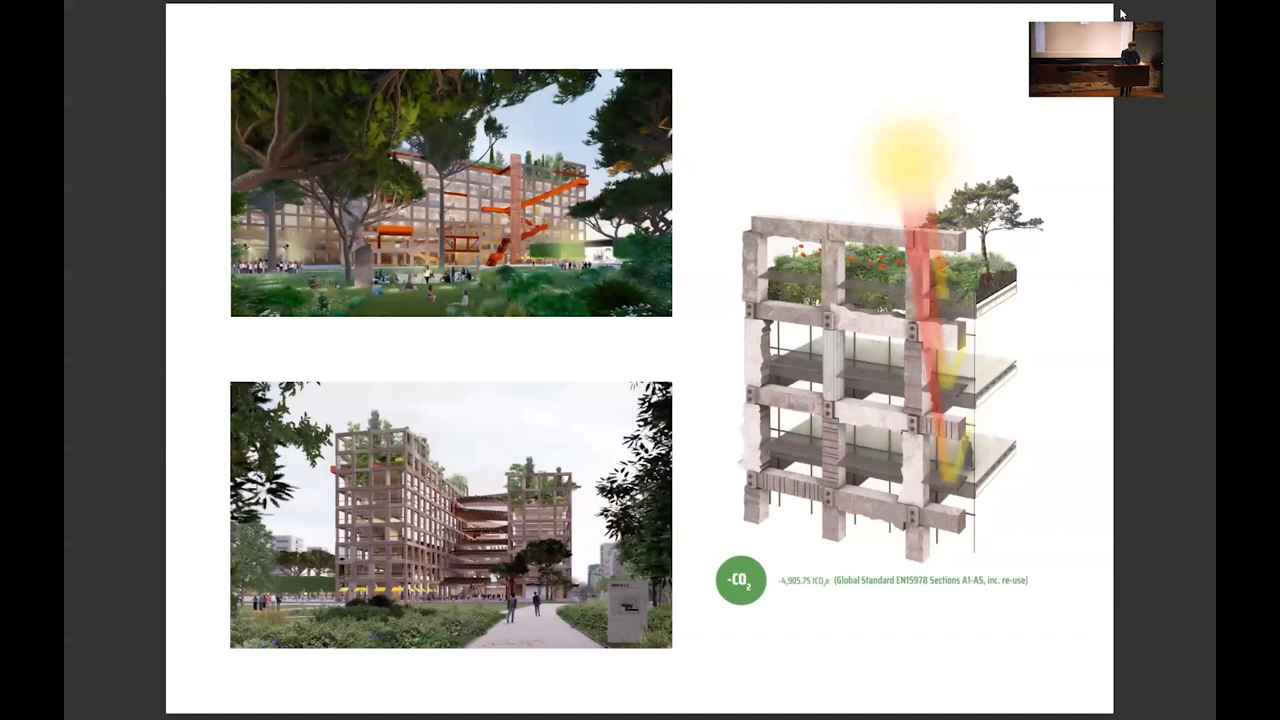 -CO₂
-4,905.75 tCO₂e (Global Standard EN15978 Sections A1-A5, inc. re-use)